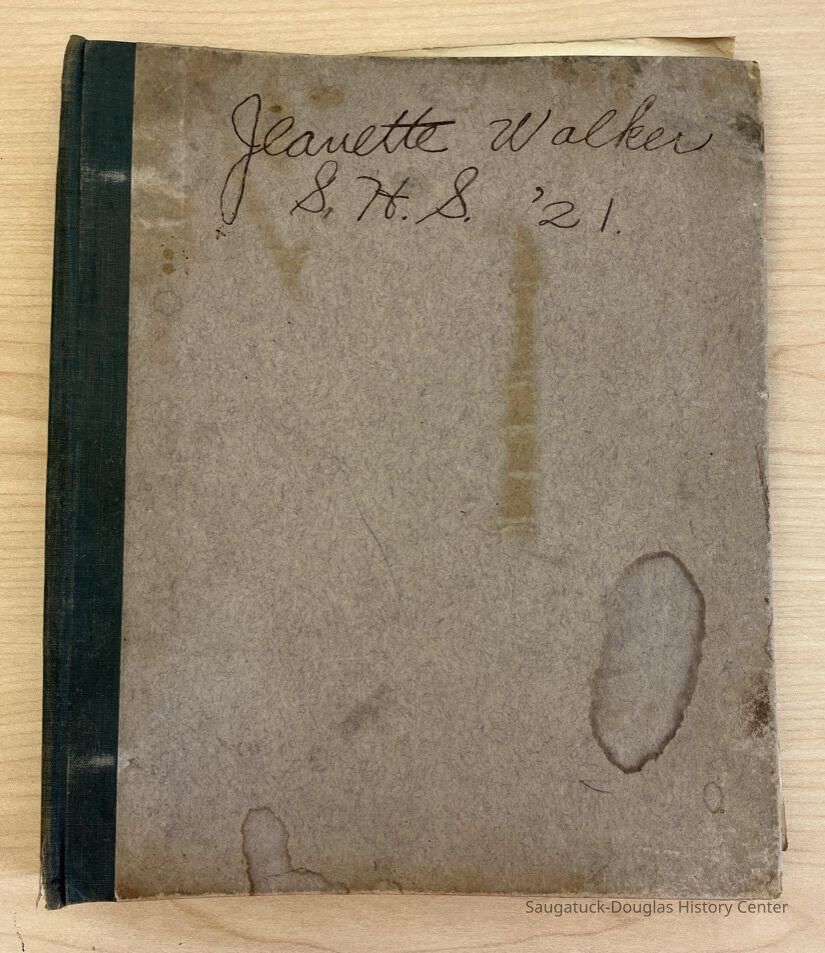 Jeanette Walker
S. H. S. '21.
Saugatuck-Douglas History Center